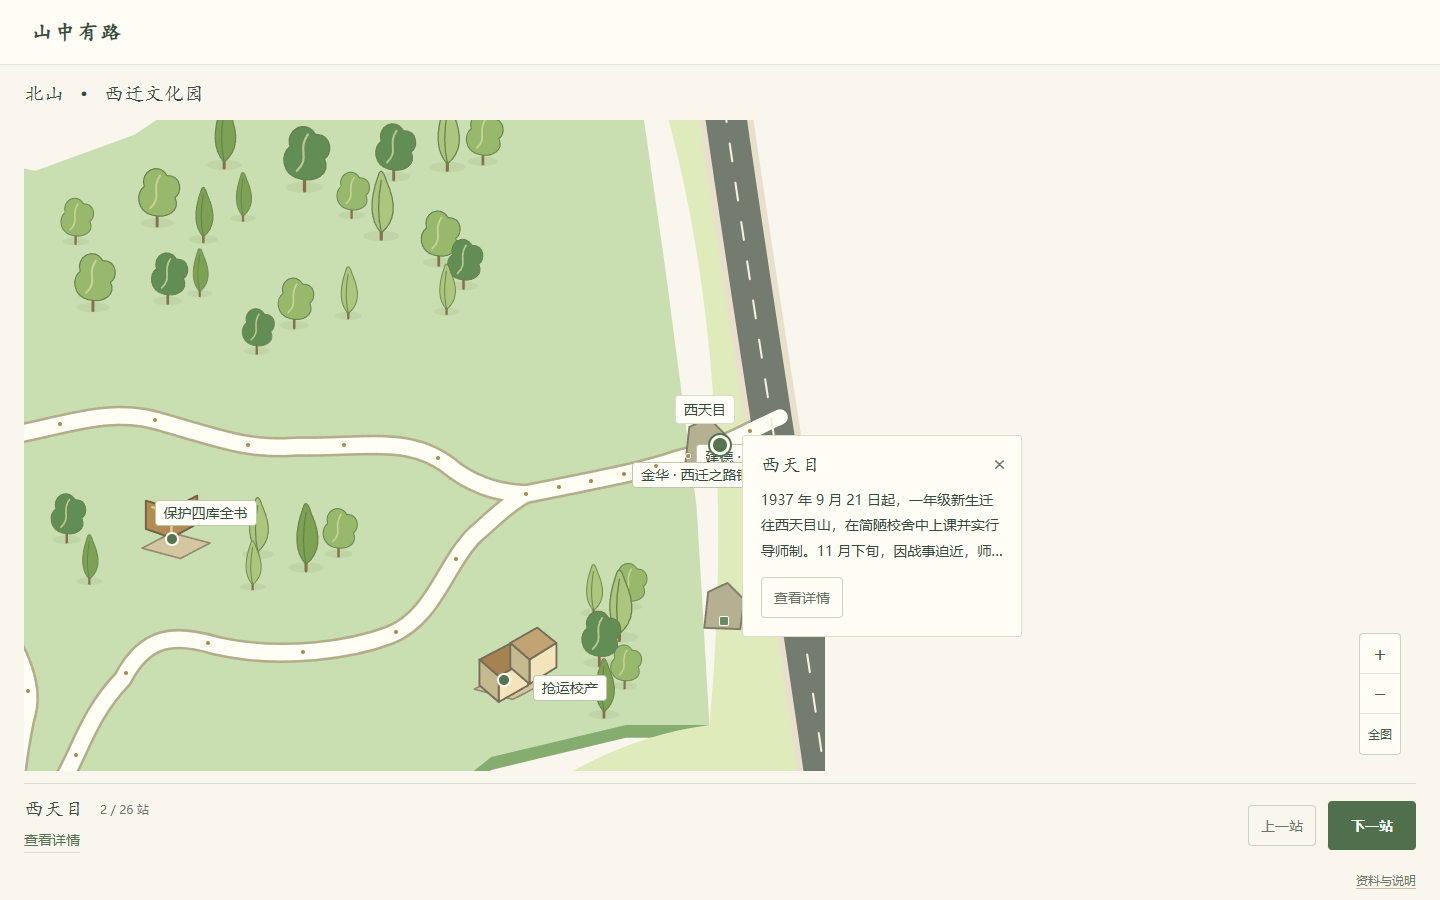 山中有路
北山 • 西迁文化园
西天目
建德 ·
金华 · 西迁之路
西天目
×
1937 年 9 月 21 日起，一年级新生迁
往西天目山，在简陋校舍中上课并实行
导师制。11 月下旬，因战事迫近，师...
查看详情
保护四库全书
抢运校产
+
−
全图
西天目
2 / 26 站
查看详情
上一站
下一站
资料与说明